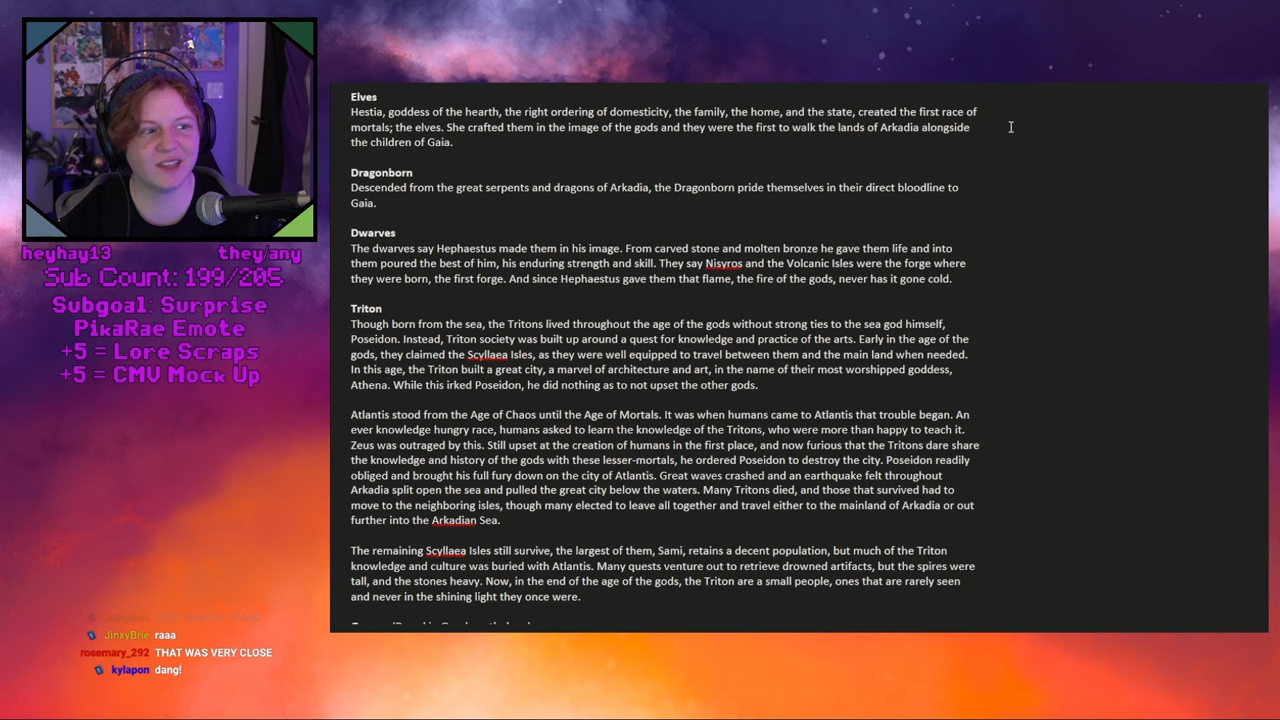 heyhay13 they/any
Sub Count: 199/205
Subgoal: Surprise
PikaRae Emote
+5 = Lore Scraps
+5 = CMV Mock Up
JinxyBrie raaa
rosemary_292 THAT WAS VERY CLOSE
kylapon dang!
Elves
Hestia, goddess of the hearth, the right ordering of domesticity, the family, the home, and the state, created the first race of
mortals; the elves. She crafted them in the image of the gods and they were the first to walk the lands of Arkadia alongside
the children of Gaia.
Dragonborn
Descended from the great serpents and dragons of Arkadia, the Dragonborn pride themselves in their direct bloodline to
Gaia.
Dwarves
The dwarves say Hephaestus made them in his image. From carved stone and molten bronze he gave them life and into
them poured the best of him, his enduring strength and skill. They say Nisyros and the Volcanic Isles were the forge where
they were born, the first forge. And since Hephaestus gave them that flame, the fire of the gods, never has it gone cold.
Triton
Though born from the sea, the Tritons lived throughout the age of the gods without strong ties to the sea god himself,
Poseidon. Instead, Triton society was built up around a quest for knowledge and practice of the arts. Early in the age of the
gods, they claimed the Scyllaea Isles, as they were well equipped to travel between them and the main land when needed.
In this age, the Triton built a great city, a marvel of architecture and art, in the name of their most worshipped goddess,
Athena. While this irked Poseidon, he did nothing as to not upset the other gods.
Atlantis stood from the Age of Chaos until the Age of Mortals. It was when humans came to Atlantis that trouble began. An
ever knowledge hungry race, humans asked to learn the knowledge of the Tritons, who were more than happy to teach it.
Zeus was outraged by this. Still upset at the creation of humans in the first place, and now furious that the Tritons dare share
the knowledge and history of the gods with these lesser-mortals, he ordered Poseidon to destroy the city. Poseidon readily
obliged and brought his full fury down on the city of Atlantis. Great waves crashed and an earthquake felt throughout
Arkadia split open the sea and pulled the great city below the waters. Many Tritons died, and those that survived had to
move to the neighboring isles, though many elected to leave all together and travel either to the mainland of Arkadia or out
further into the Arkadian Sea.
The remaining Scyllaea Isles still survive, the largest of them, Sami, retains a decent population, but much of the Triton
knowledge and culture was buried with Atlantis. Many quests venture out to retrieve drowned artifacts, but the spires were
tall, and the stones heavy. Now, in the end of the age of the gods, the Triton are a small people, ones that are rarely seen
and never in the shining light they once were.